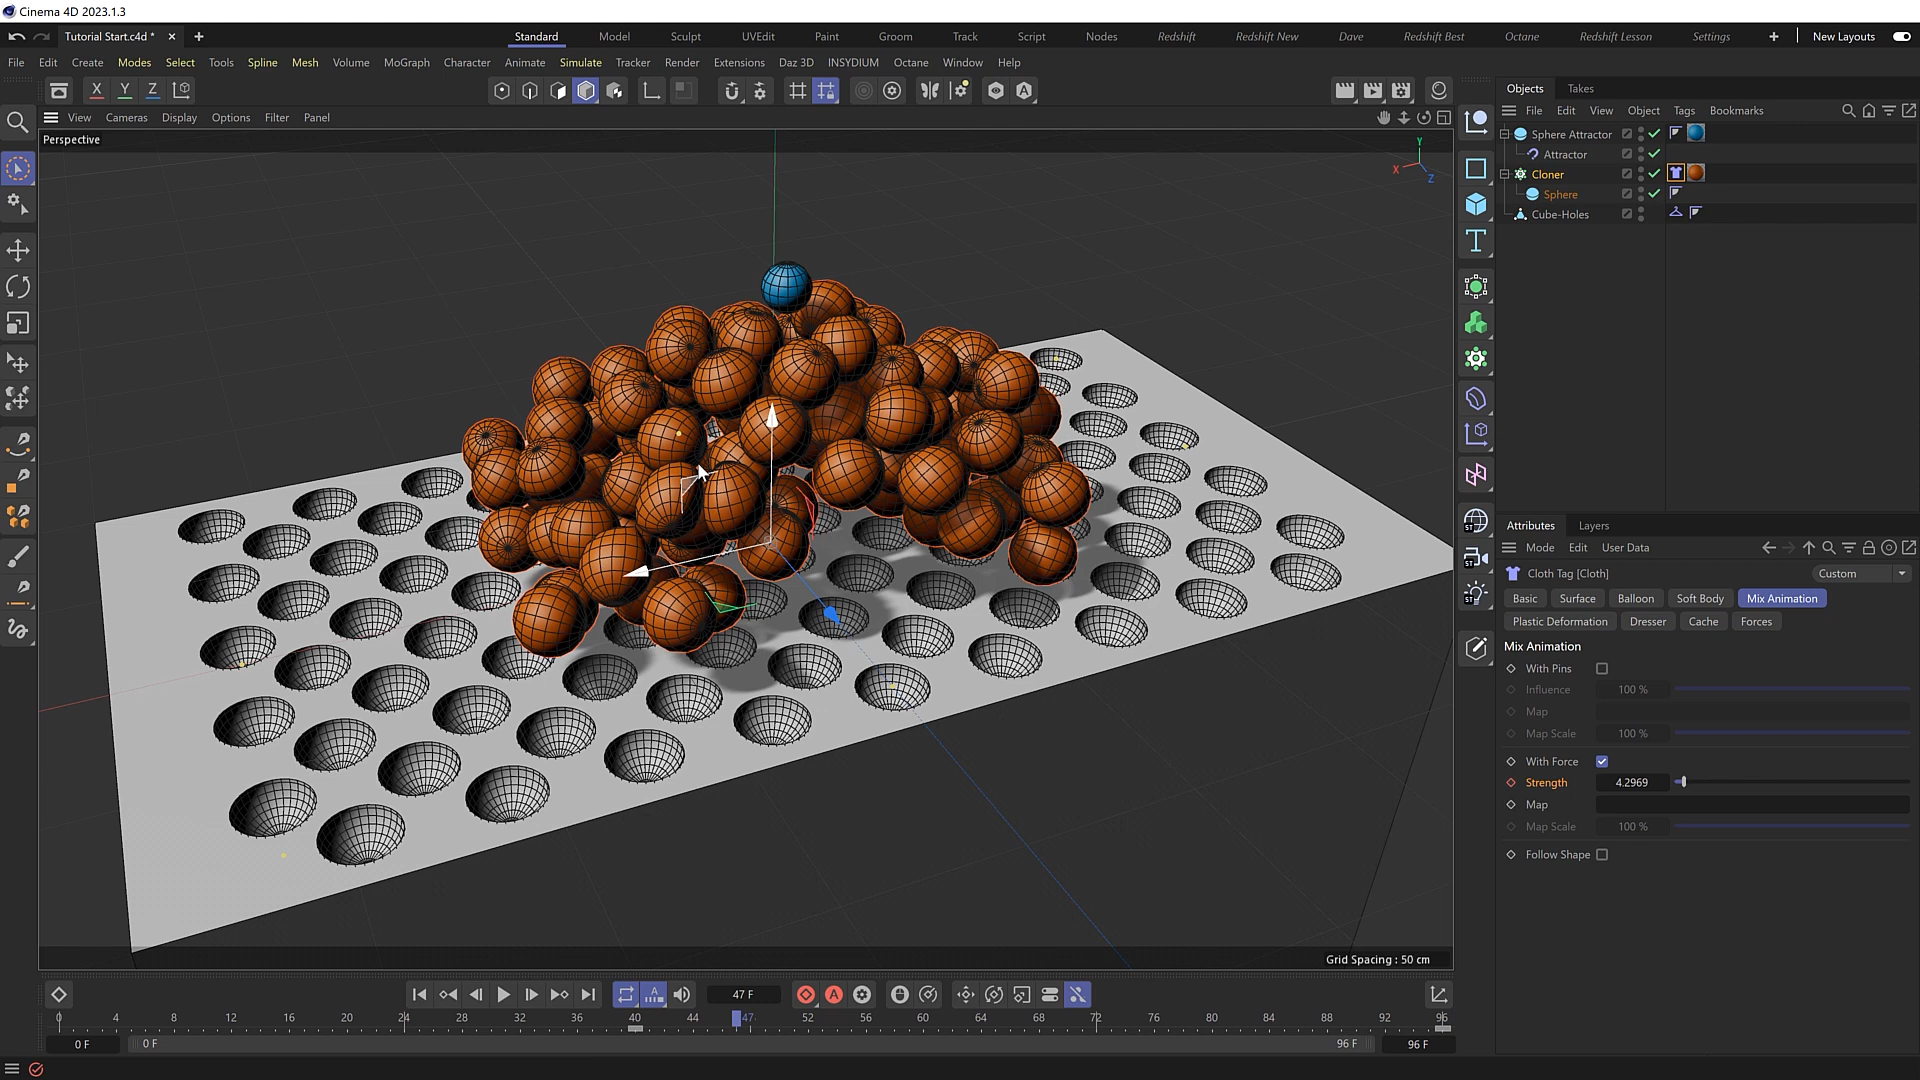 Cinema 4D 2023.1.3
Tutorial Start.c4d *
Standard Model Sculpt UVEdit Paint Groom Track Script Nodes Redshift Redshift New Dave Redshift Best Octane Redshift Lesson Settings New Layouts
File Edit Create Modes Select Tools Spline Mesh Volume MoGraph Character Animate Simulate Tracker Render Extensions Daz 3D INSYDIUM Octane Window Help
X Y Z
Objects Takes
View Cameras Display Options Filter Panel
File Edit View Object Tags Bookmarks
Perspective
Y
X
Z
Sphere Attractor
Attractor
Cloner
Sphere
Cube-Holes
Attributes Layers
Mode Edit User Data
Cloth Tag [Cloth] Custom
Basic Surface Balloon Soft Body Mix Animation
Plastic Deformation Dresser Cache Forces
Mix Animation
With Pins
Influence 100 %
Map
Map Scale 100 %
With Force
Strength 4.2969
Map
Map Scale 100 %
Follow Shape
Grid Spacing : 50 cm
47 F
0 4 8 12 16 20 24 28 32 36 40 44 47 52 56 60 64 68 72 76 80 84 88 92 96
0 F 0 F 96 F 96 F